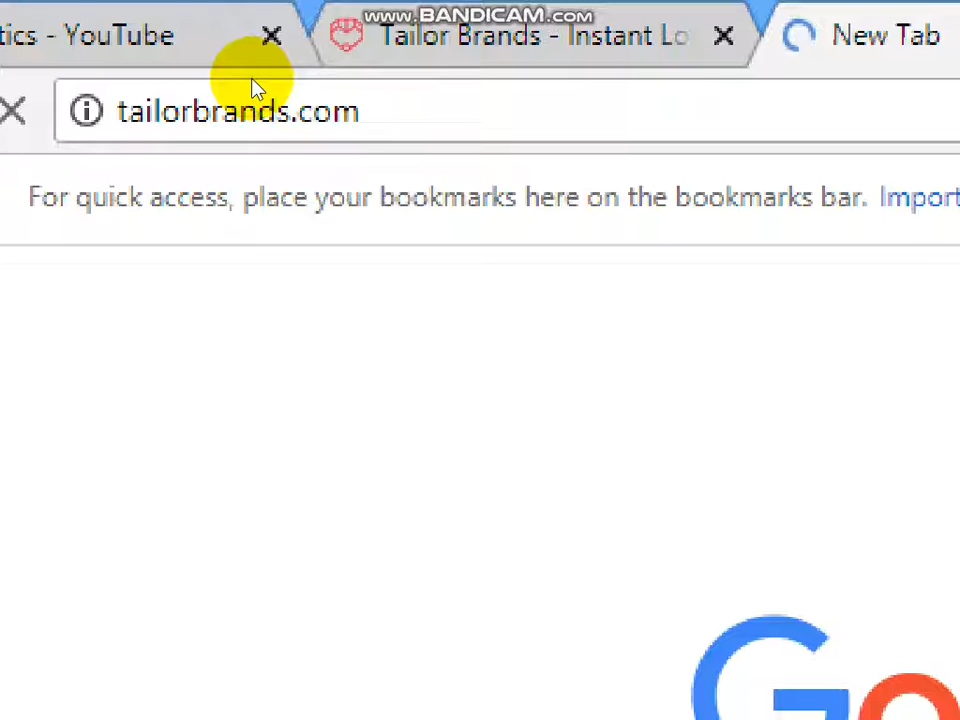 www.BANDICAM.com
tics - YouTube
Tailor Brands - Instant Lo
New Tab
tailorbrands.com
For quick access, place your bookmarks here on the bookmarks bar. Import
Go